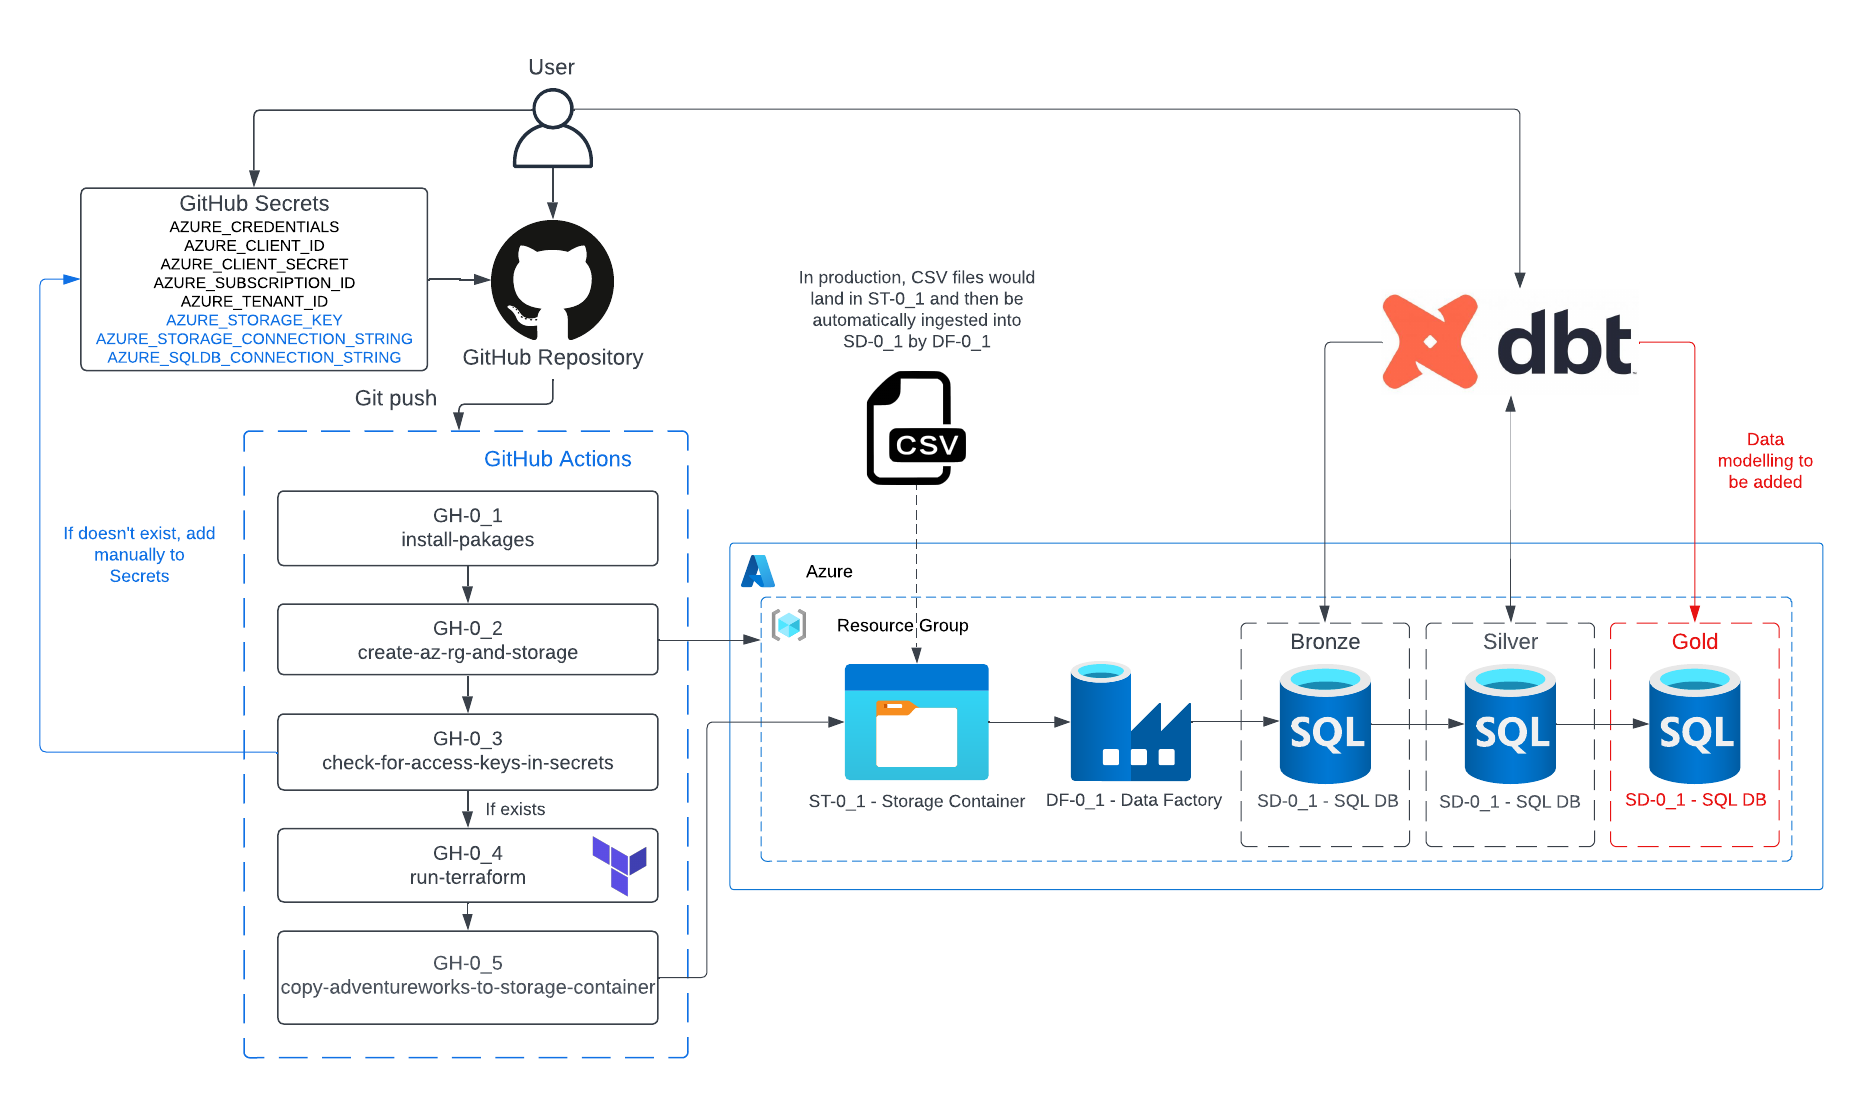 User
GitHub Secrets
AZURE_CREDENTIALS
AZURE_CLIENT_ID
AZURE_CLIENT_SECRET
AZURE_SUBSCRIPTION_ID
AZURE_TENANT_ID
AZURE_STORAGE_KEY
AZURE_STORAGE_CONNECTION_STRING
AZURE_SQLDB_CONNECTION_STRING
GitHub Repository
Git push
GitHub Actions
GH-0_1
install-pakages
GH-0_2
create-az-rg-and-storage
GH-0_3
check-for-access-keys-in-secrets
If exists
GH-0_4
run-terraform
GH-0_5
copy-adventureworks-to-storage-container
If doesn't exist, add
manually to
Secrets
In production, CSV files would
land in ST-0_1 and then be
automatically ingested into
SD-0_1 by DF-0_1
CSV
dbt
Data
modelling to
be added
Azure
Resource Group
ST-0_1 - Storage Container
DF-0_1 - Data Factory
Bronze
SQL
SD-0_1 - SQL DB
Silver
SQL
SD-0_1 - SQL DB
Gold
SQL
SD-0_1 - SQL DB